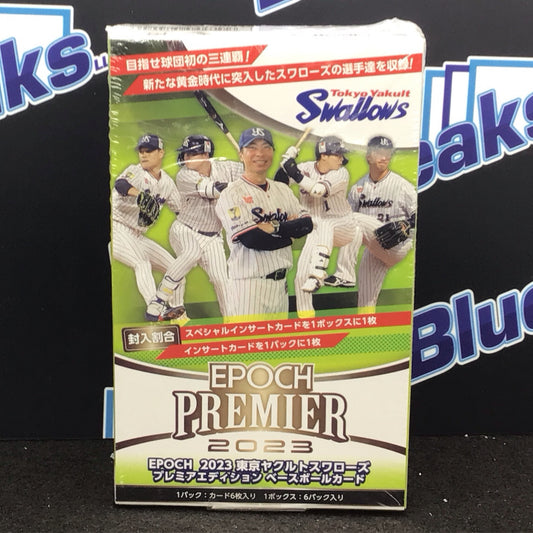 目指せ球団初の三連覇！
新たな黄金時代に突入したスワローズの選手達を収録！
Tokyo Yakult
Swallows
YS
Swallows
1
Swallows
21
封入割合
スペシャルインサートカードを1ボックスに1枚
インサートカードを1パックに1枚
EPOCH
PREMIER
2023
EPOCH 2023 東京ヤクルトスワローズ
プレミアエディション ベースボールカード
1パック：カード6枚入り 1ボックス：6パック入り
eaks
eaks
Blue